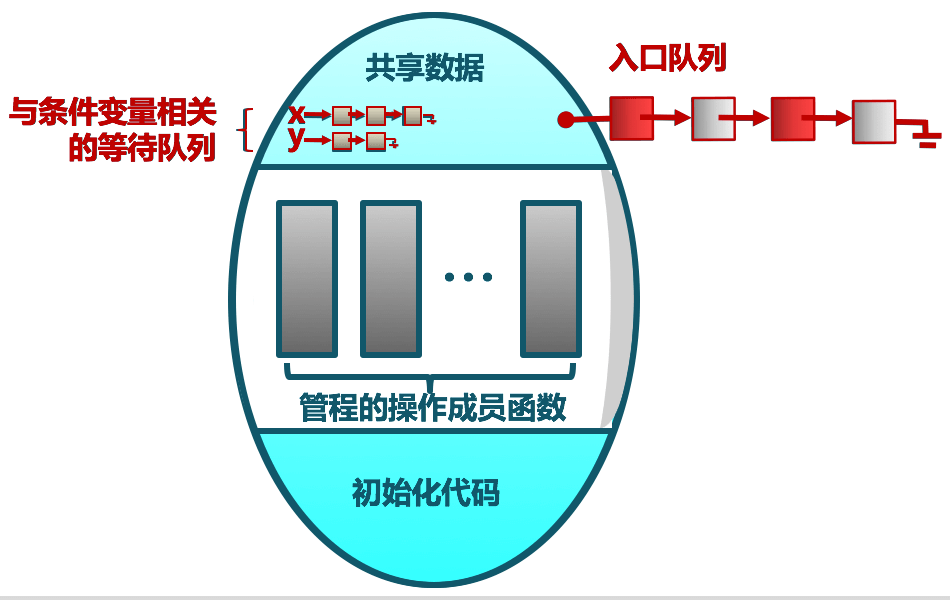 共享数据
入口队列
与条件变量相关
的等待队列
x
y
管程的操作成员函数
初始化代码